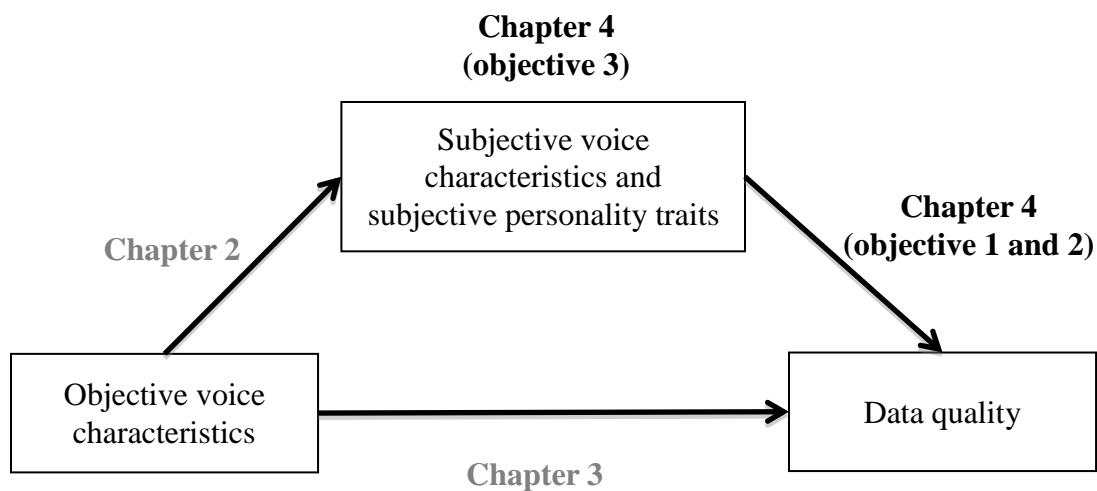 Chapter 4
(objective 3)
Subjective voice
characteristics and
subjective personality traits
Chapter 4
(objective 1 and 2)
Chapter 2
Objective voice
characteristics
Data quality
Chapter 3